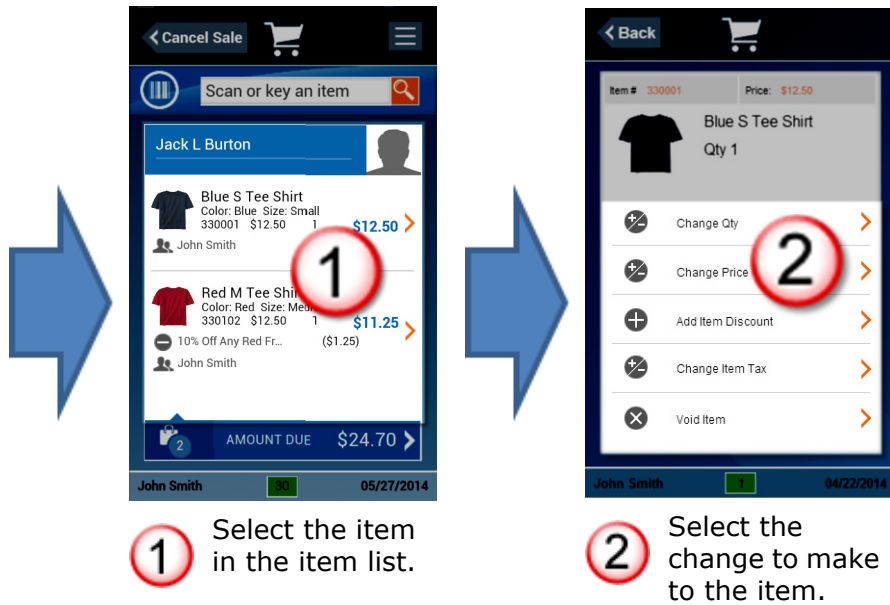 Cancel Sale
Scan or key an item
Jack L Burton
Blue S Tee Shirt
Color: Blue Size: Small
330001 $12.50 1 $12.50
John Smith
Red M Tee Shi
Color: Red Size: Med
330102 $12.50 1 $11.25
10% Off Any Red Fr... ($1.25)
John Smith
1
2 AMOUNT DUE $24.70
John Smith 30 05/27/2014
1 Select the item
in the item list.
Back
Item # 330001 Price: $12.50
Blue S Tee Shirt
Qty 1
Change Qty
Change Price
2
Add Item Discount
Change Item Tax
Void Item
John Smith 1 04/22/2014
2 Select the
change to make
to the item.